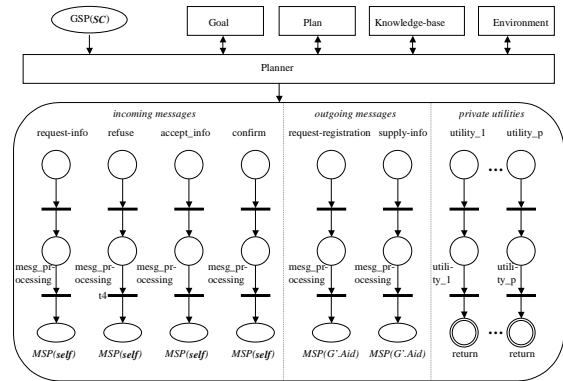 GSP(SC) Goal Plan Knowledge-base Environment
Planner
incoming messages outgoing messages private utilities
request-info refuse accept_info confirm request-registration supply-info utility_1 utility_p
... 
mesg_pr- mesg_pr- mesg_pr- mesg_pr- mesg_pr- mesg_pr- utili- utili-
ocessing ocessing ocessing ocessing ocessing ocessing ty_1 ty_p
t4
...
MSP(self) MSP(self) MSP(self) MSP(self) MSP(G'.Aid) MSP(G'.Aid) return return